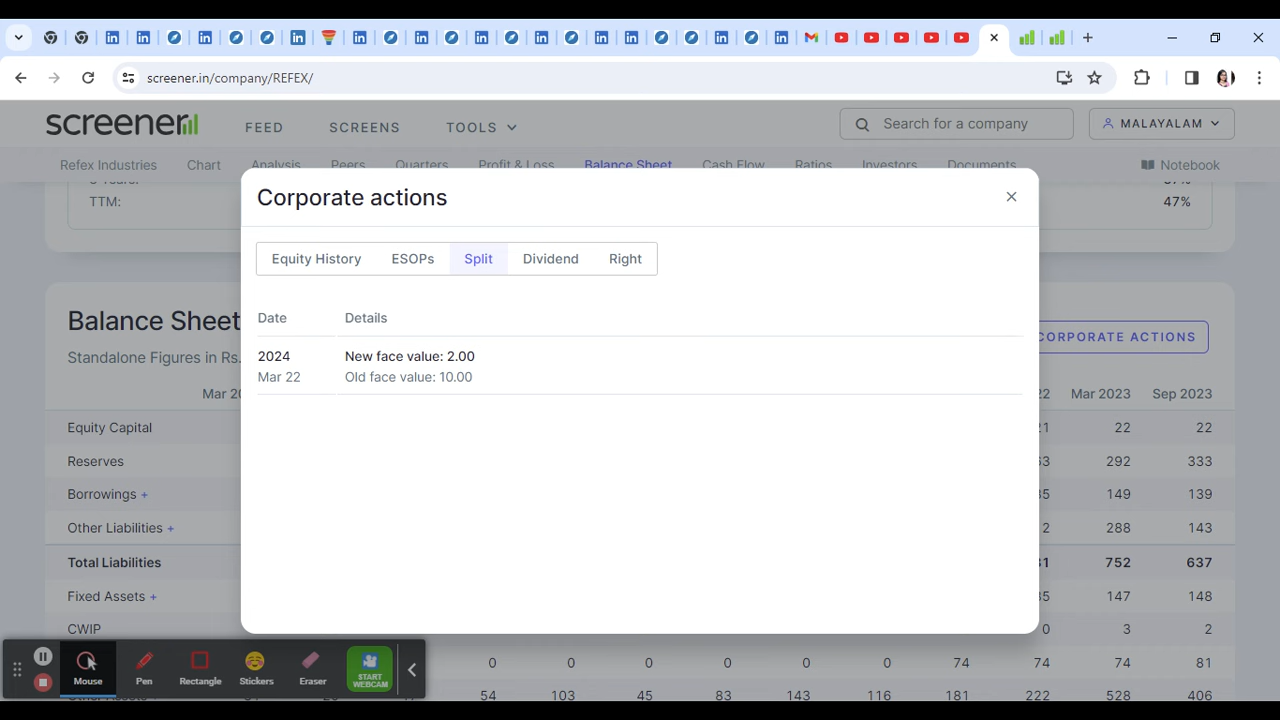 screener.in/company/REFEX/
screener
FEED
SCREENS
TOOLS
Search for a company
MALAYALAM
Refex Industries
Chart
Analysis
Peers
Quarters
Profit & Loss
Balance Sheet
Cash Flow
Ratios
Investors
Documents
Notebook
TTM:
47%
Corporate actions
Equity History
ESOPs
Split
Dividend
Right
Date
Details
2024
New face value: 2.00
Mar 22
Old face value: 10.00
Balance Sheet
CORPORATE ACTIONS
Standalone Figures in Rs.
Mar 20
22 Mar 2023 Sep 2023
Equity Capital 22 22
Reserves 292 333
Borrowings + 149 139
Other Liabilities + 2 288 143
Total Liabilities 752 637
Fixed Assets + 147 148
CWIP 0 3 2
0 0 0 0 0 0 74 74 74 81
54 103 45 83 143 116 181 222 528 406
Mouse
Pen
Rectangle
Stickers
Eraser
START
WEBCAM